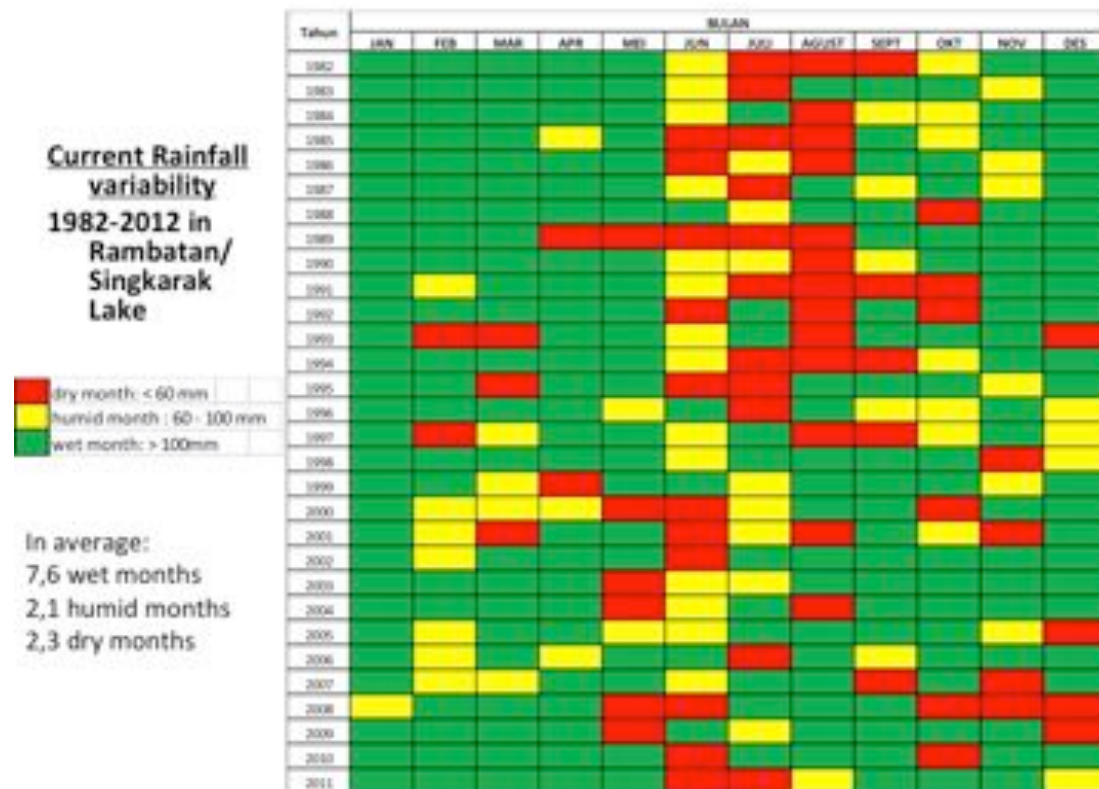 Current Rainfall
variability
1982-2012 in
Rambatan/
Singkarak
Lake
dry month: < 60 mm
humid month : 60 - 100 mm
wet month: > 100mm
In average:
7,6 wet months
2,1 humid months
2,3 dry months
Tahun BULAN
JAN FEB MAR APR MEI JUN JULI AGUST SEPT OKT NOV DES
1982
1983
1984
1985
1986
1987
1988
1989
1990
1991
1992
1993
1994
1995
1996
1997
1998
1999
2000
2001
2002
2003
2004
2005
2006
2007
2008
2009
2010
2011